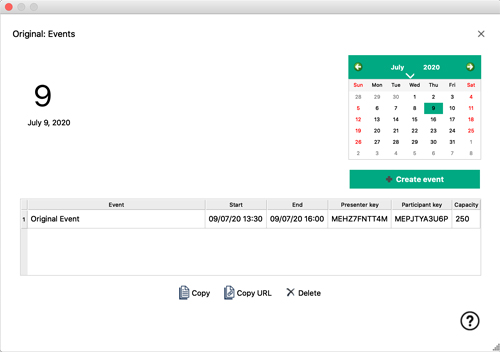 Original: Events
9
July 9, 2020
July 2020
Sun Mon Tue Wed Thu Fri Sat
28 29 30 1 2 3 4
5 6 7 8 9 10 11
12 13 14 15 16 17 18
19 20 21 22 23 24 25
26 27 28 29 30 31 1
2 3 4 5 6 7 8
Create event
Event Start End Presenter key Participant key Capacity
1 Original Event 09/07/20 13:30 09/07/20 16:00 MEHZ7FNTT4M MEPJTYA3U6P 250
Copy Copy URL Delete
?